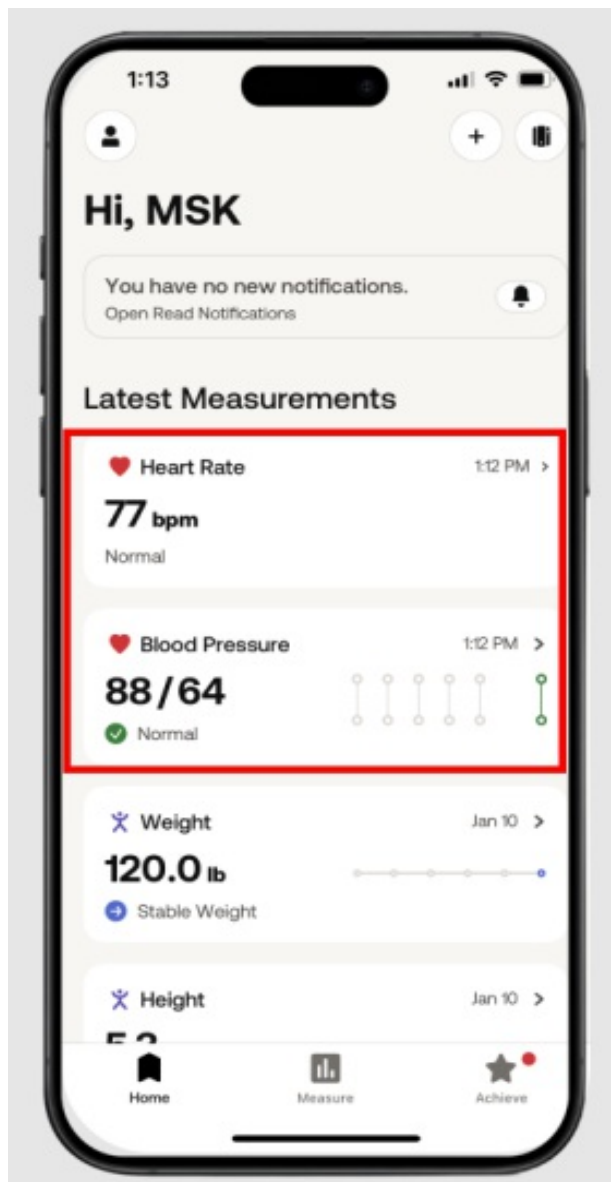 1:13
Hi, MSK
You have no new notifications.
Open Read Notifications
Latest Measurements
Heart Rate 1:12 PM >
77 bpm
Normal
Blood Pressure 1:12 PM >
88/64
Normal
Weight Jan 10 >
120.0 lb
Stable Weight
Height Jan 10 >
Home Measure Achieve